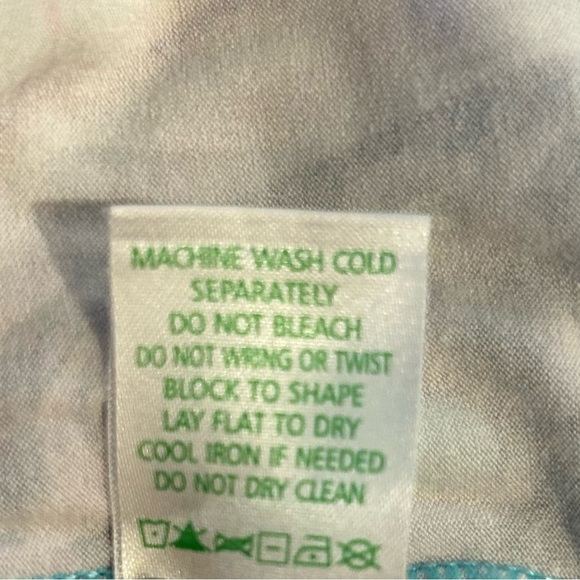 MACHINE WASH COLD
SEPARATELY
DO NOT BLEACH
DO NOT WRING OR TWIST
BLOCK TO SHAPE
LAY FLAT TO DRY
COOL IRON IF NEEDED
DO NOT DRY CLEAN